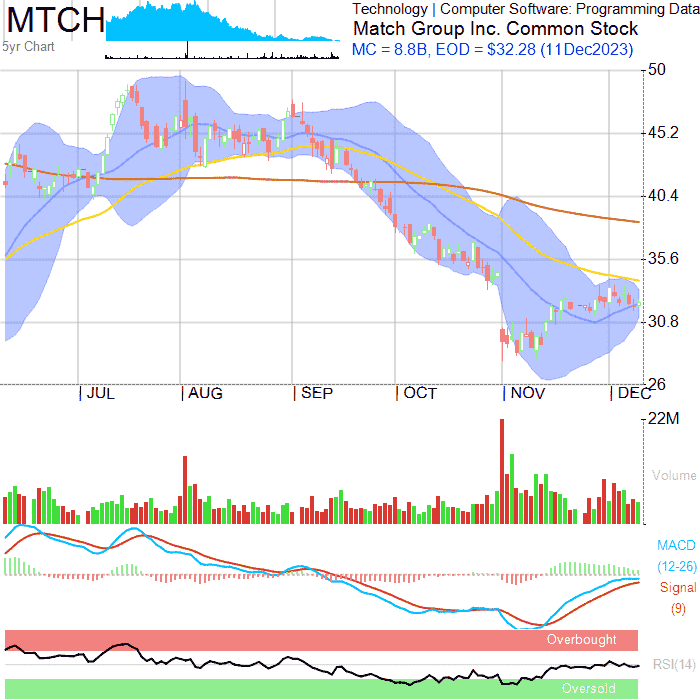 MTCH
5yr Chart
Technology | Computer Software: Programming Data
Match Group Inc. Common Stock
MC = 8.8B, EOD = $32.28 (11Dec2023)
50
45.2
40.4
35.6
30.8
26
JUL
AUG
SEP
OCT
NOV
DEC
22M
Volume
MACD
(12-26)
Signal
(9)
Overbought
RSI(14)
Oversold